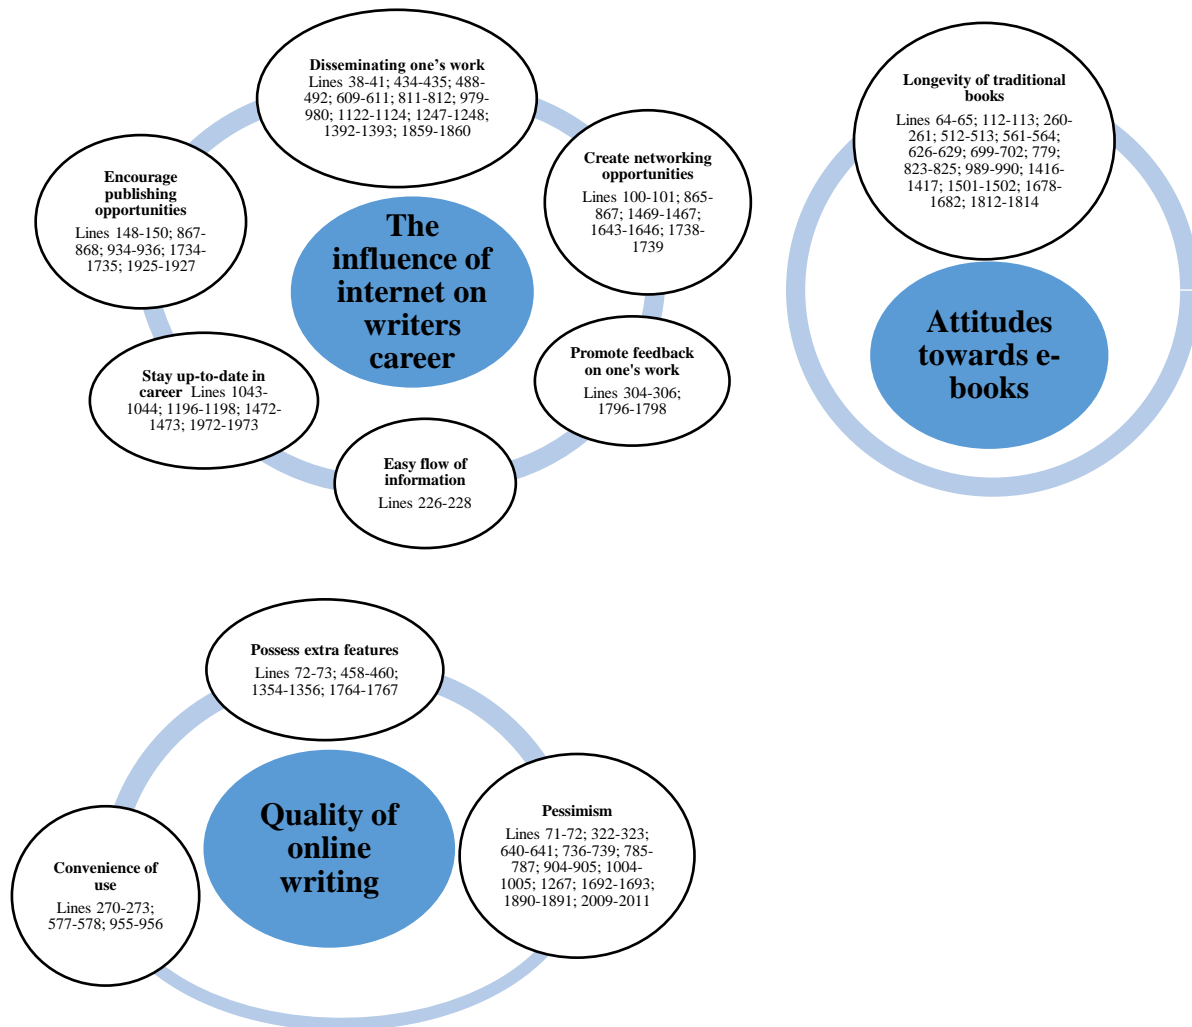 Disseminating one's work
Lines 38-41; 434-435; 488-
492; 609-611; 811-812; 979-
980; 1122-1124; 1247-1248;
1392-1393; 1859-1860
Create networking
opportunities
Lines 100-101; 865-
867; 1469-1467;
1643-1646; 1738-
1739
Promote feedback
on one's work
Lines 304-306;
1796-1798
Easy flow of
information
Lines 226-228
Stay up-to-date in
career Lines 1043-
1044; 1196-1198; 1472-
1473; 1972-1973
Encourage
publishing
opportunities
Lines 148-150; 867-
868; 934-936; 1734-
1735; 1925-1927
The
influence of
internet on
writers
career
Longevity of traditional
books
Lines 64-65; 112-113; 260-
261; 512-513; 561-564;
626-629; 699-702; 779;
823-825; 989-990; 1416-
1417; 1501-1502; 1678-
1682; 1812-1814
Attitudes
towards e-
books
Possess extra features
Lines 72-73; 458-460;
1354-1356; 1764-1767
Pessimism
Lines 71-72; 322-323;
640-641; 736-739; 785-
787; 904-905; 1004-
1005; 1267; 1692-1693;
1890-1891; 2009-2011
Convenience of
use
Lines 270-273;
577-578; 955-956
Quality of
online
writing